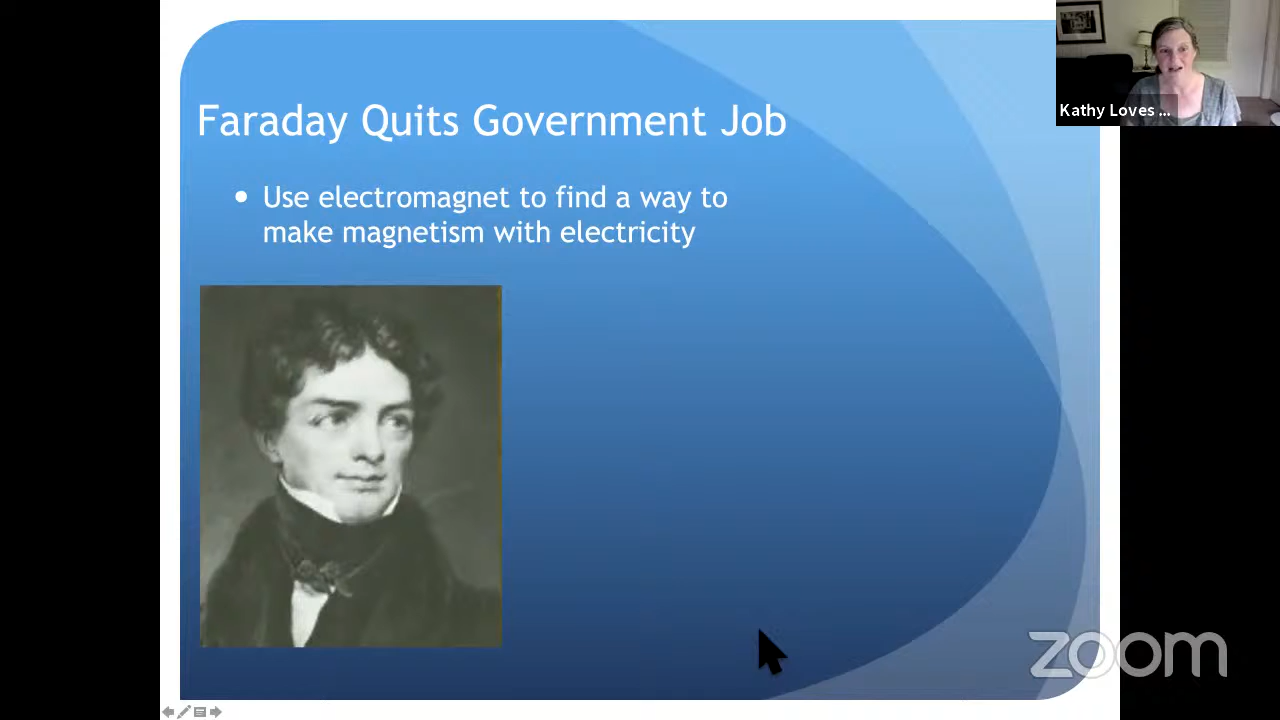 Faraday Quits Government Job
Kathy Loves ...
• Use electromagnet to find a way to
make magnetism with electricity
zoom